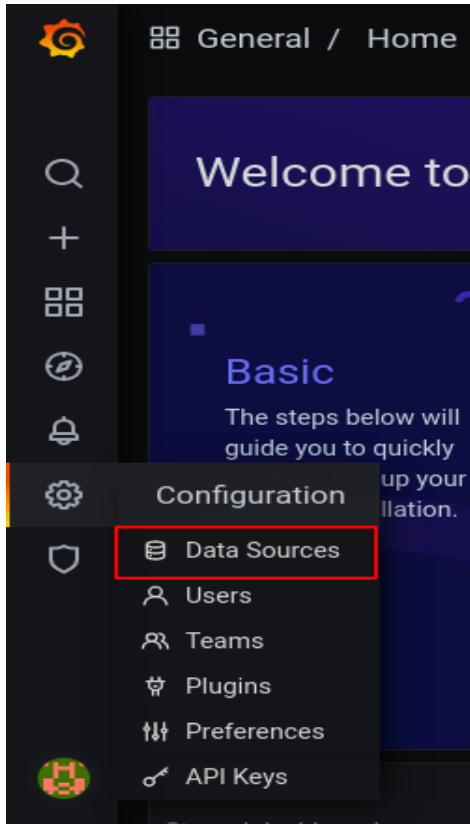 General / Home
Welcome to
Basic
The steps below will
guide you to quickly
up your
llation.
Configuration
Data Sources
Users
Teams
Plugins
Preferences
API Keys